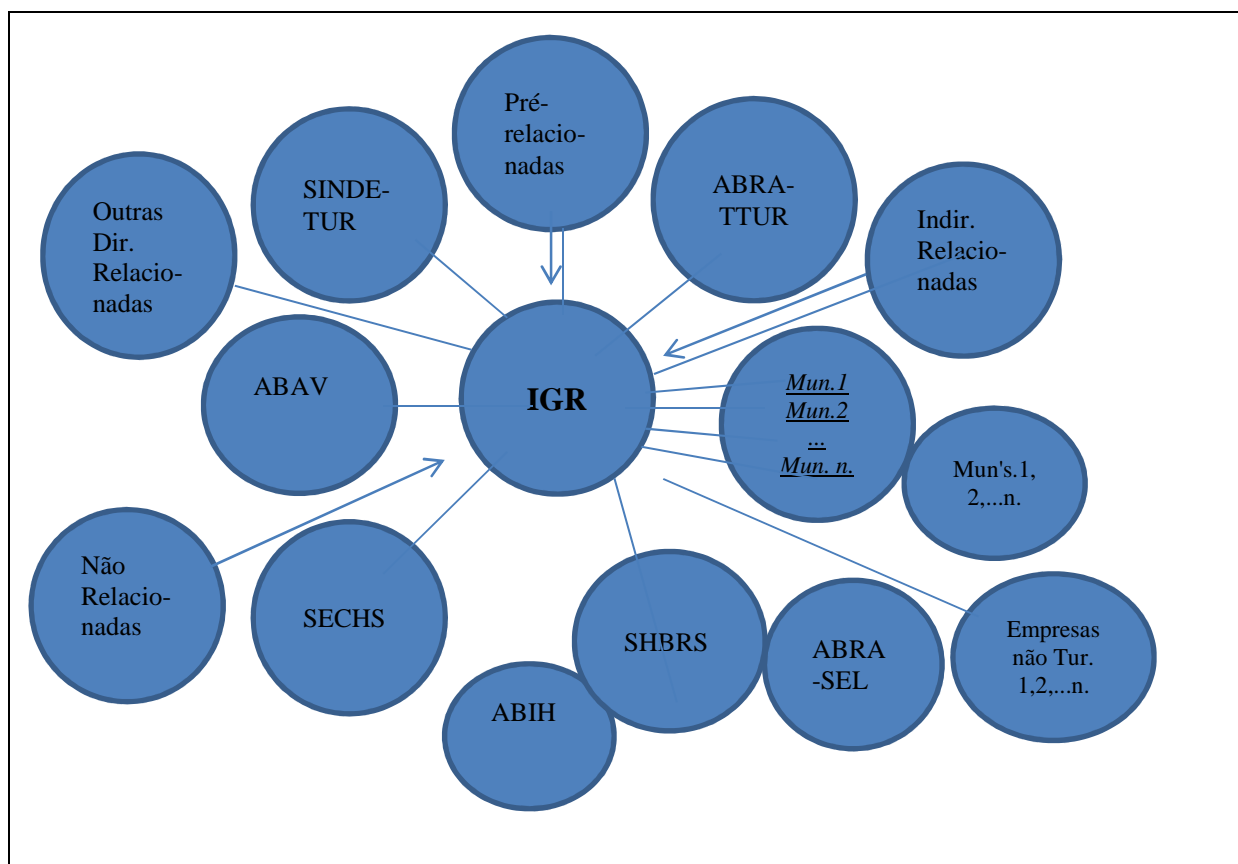 Pré-
relacio-
nadas
SINDE-
TUR
ABRA-
TTUR
Outras
Dir.
Relacio-
nadas
Indir.
Relacio-
nadas
ABAV
IGR
Mun.1
Mun.2
...
Mun. n.
Mun's.1,
2,...n.
Não
Relacio-
nadas
SECHS
SHBRS
ABRA
-SEL
Empresas
não Tur.
1,2,...n.
ABIH